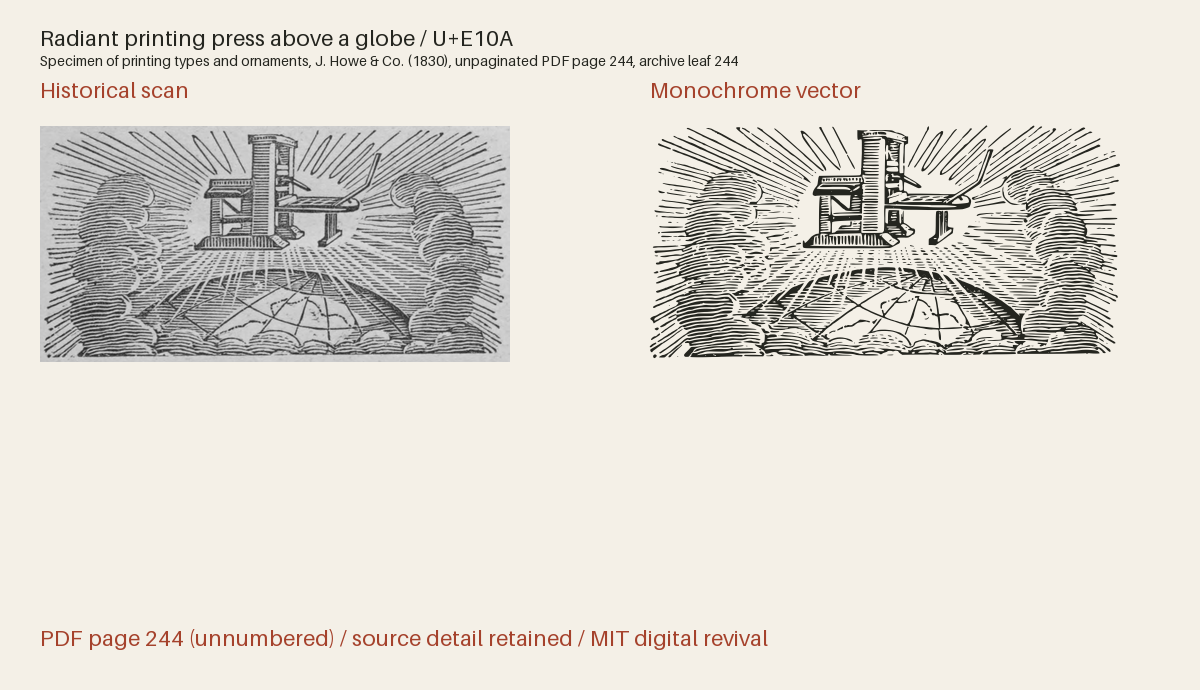 Radiant printing press above a globe / U+E10A
Specimen of printing types and ornaments, J. Howe & Co. (1830), unpaginated PDF page 244, archive leaf 244
Historical scan
Monochrome vector
PDF page 244 (unnumbered) / source detail retained / MIT digital revival